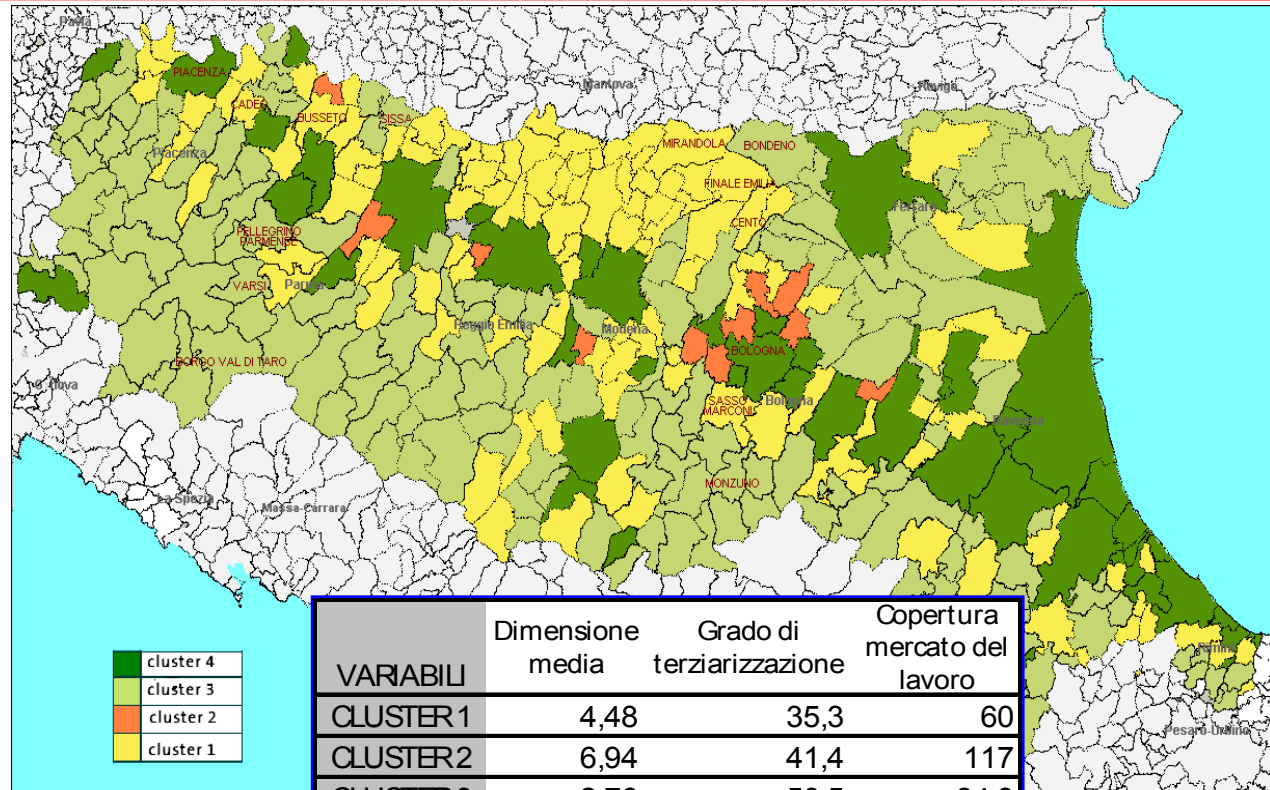 Pavia
PIACENZA
Mantova
Rovigo
CADEO
BUSSETO
SISSA
Piacenza
MIRANDOLA
BONDENO
FINALE EMILIA
Ferrara
CENTO
PELLEGRINO
PARMENSE
VARSI
Parma
Reggio Emilia
Modena
BOLOGNA
BORGO VAL DI TARO
SASSO
MARCONI
Bologna
Ravenna
MONZUNO
La Spezia
Massa-Carrara
Rimini
Pesaro-Urbino
cluster 4
cluster 3
cluster 2
cluster 1
VARIABILI
Dimensione
media
Grado di
terziarizzazione
Copertura
mercato del
lavoro
CLUSTER 1 4,48 35,3 60
CLUSTER 2 6,94 41,4 117